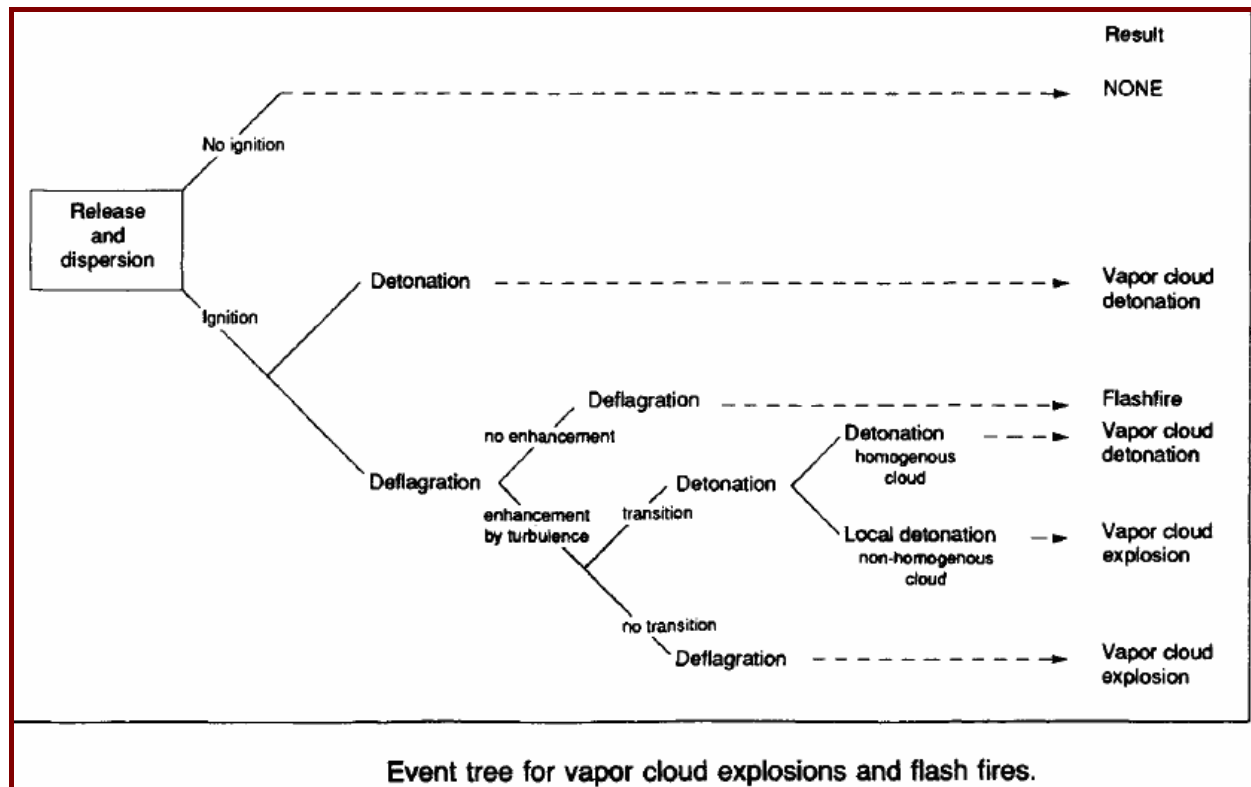 Result
NONE
No ignition
Release
and
dispersion
Detonation
Vapor cloud
detonation
Ignition
Deflagration
Flashfire
no enhancement
Detonation
homogenous
cloud
Vapor cloud
detonation
Deflagration
Detonation
enhancement
by turbulence
transition
Local detonation
non-homogenous
cloud
Vapor cloud
explosion
no transition
Deflagration
Vapor cloud
explosion
Event tree for vapor cloud explosions and flash fires.